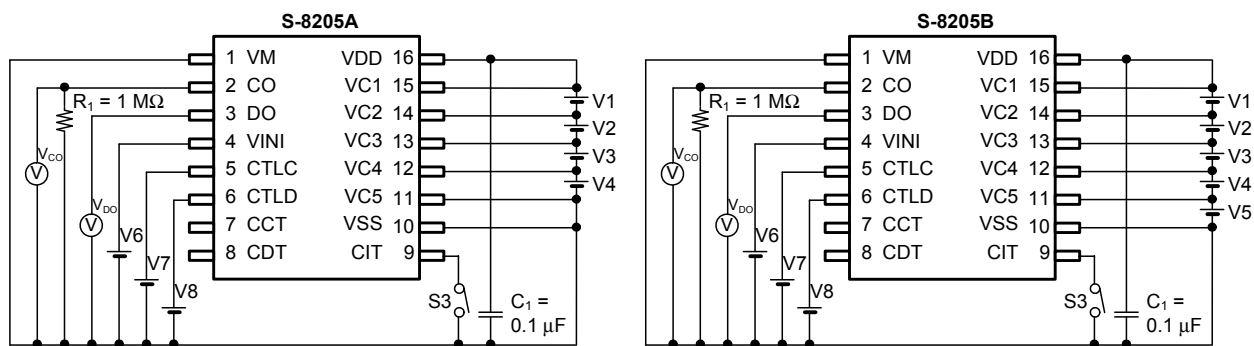 S-8205A
1 VM VDD 16
2 CO VC1 15
R1 = 1 MΩ
3 DO VC2 14
4 VINI VC3 13
5 CTLC VC4 12
6 CTLD VC5 11
7 CCT VSS 10
8 CDT CIT 9
V1
V2
V3
V4
VCO
V
VDO
V
V6
V7
V8
S3
C1 =
0.1 µF
S-8205B
1 VM VDD 16
2 CO VC1 15
R1 = 1 MΩ
3 DO VC2 14
4 VINI VC3 13
5 CTLC VC4 12
6 CTLD VC5 11
7 CCT VSS 10
8 CDT CIT 9
V1
V2
V3
V4
V5
VCO
V
VDO
V
V6
V7
V8
S3
C1 =
0.1 µF